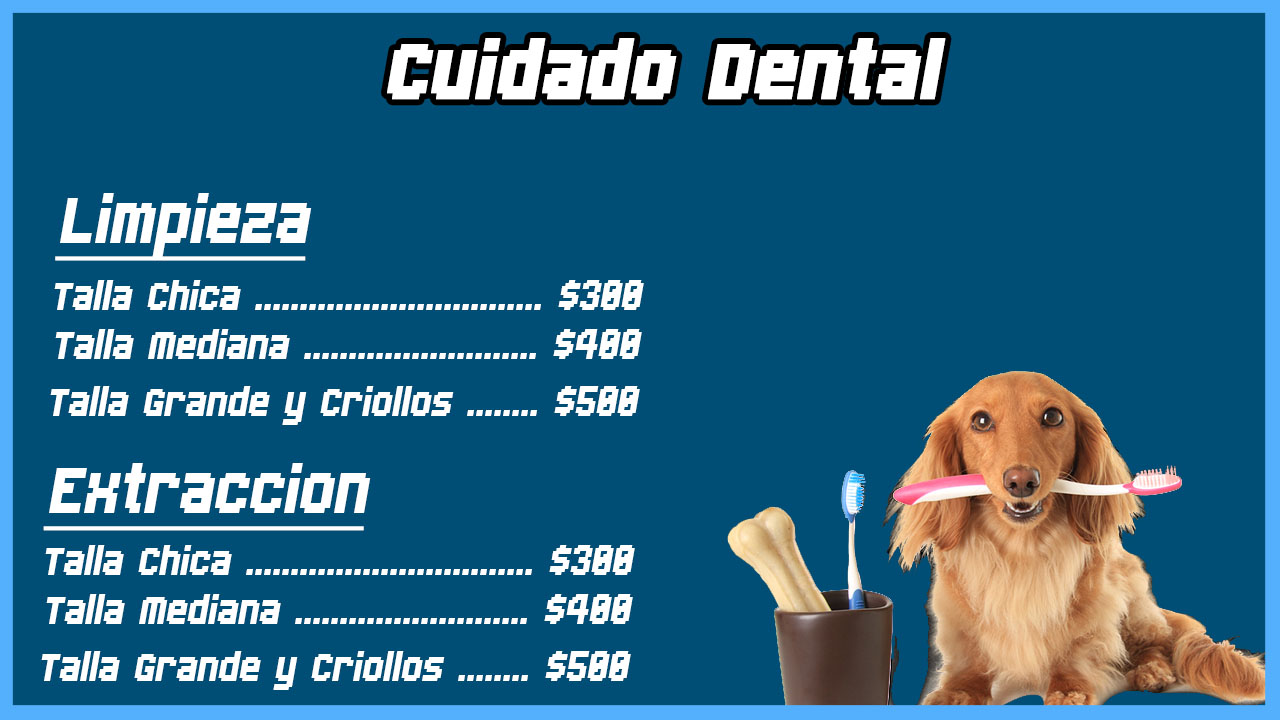 Cuidado Dental
Limpieza
Talla Chica ................................ $300
Talla Mediana .......................... $400
Talla Grande y Criollos ........ $500
Extraccion
Talla Chica ................................ $300
Talla Mediana .......................... $400
Talla Grande y Criollos ........ $500